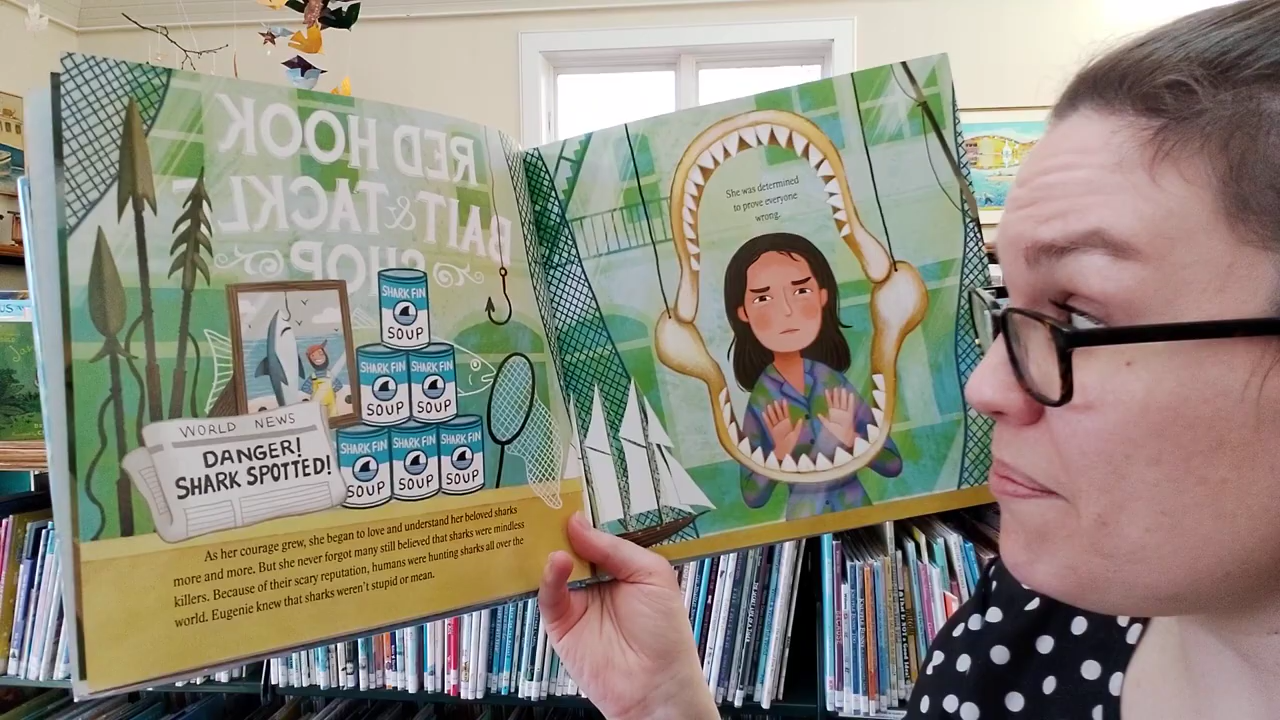 RED HOOK
BAIT & TACKLE
SHOP
SHARK FIN
SOUP
SHARK FIN
SOUP
SHARK FIN
SOUP
SHARK FIN
SOUP
SHARK FIN
SOUP
SHARK FIN
SOUP
WORLD NEWS
DANGER!
SHARK SPOTTED!
As her courage grew, she began to love and understand her beloved sharks
more and more. But she never forgot many still believed that sharks were mindless
killers. Because of their scary reputation, humans were hunting sharks all over the
world. Eugenie knew that sharks weren't stupid or mean.
She was determined
to prove everyone
wrong.